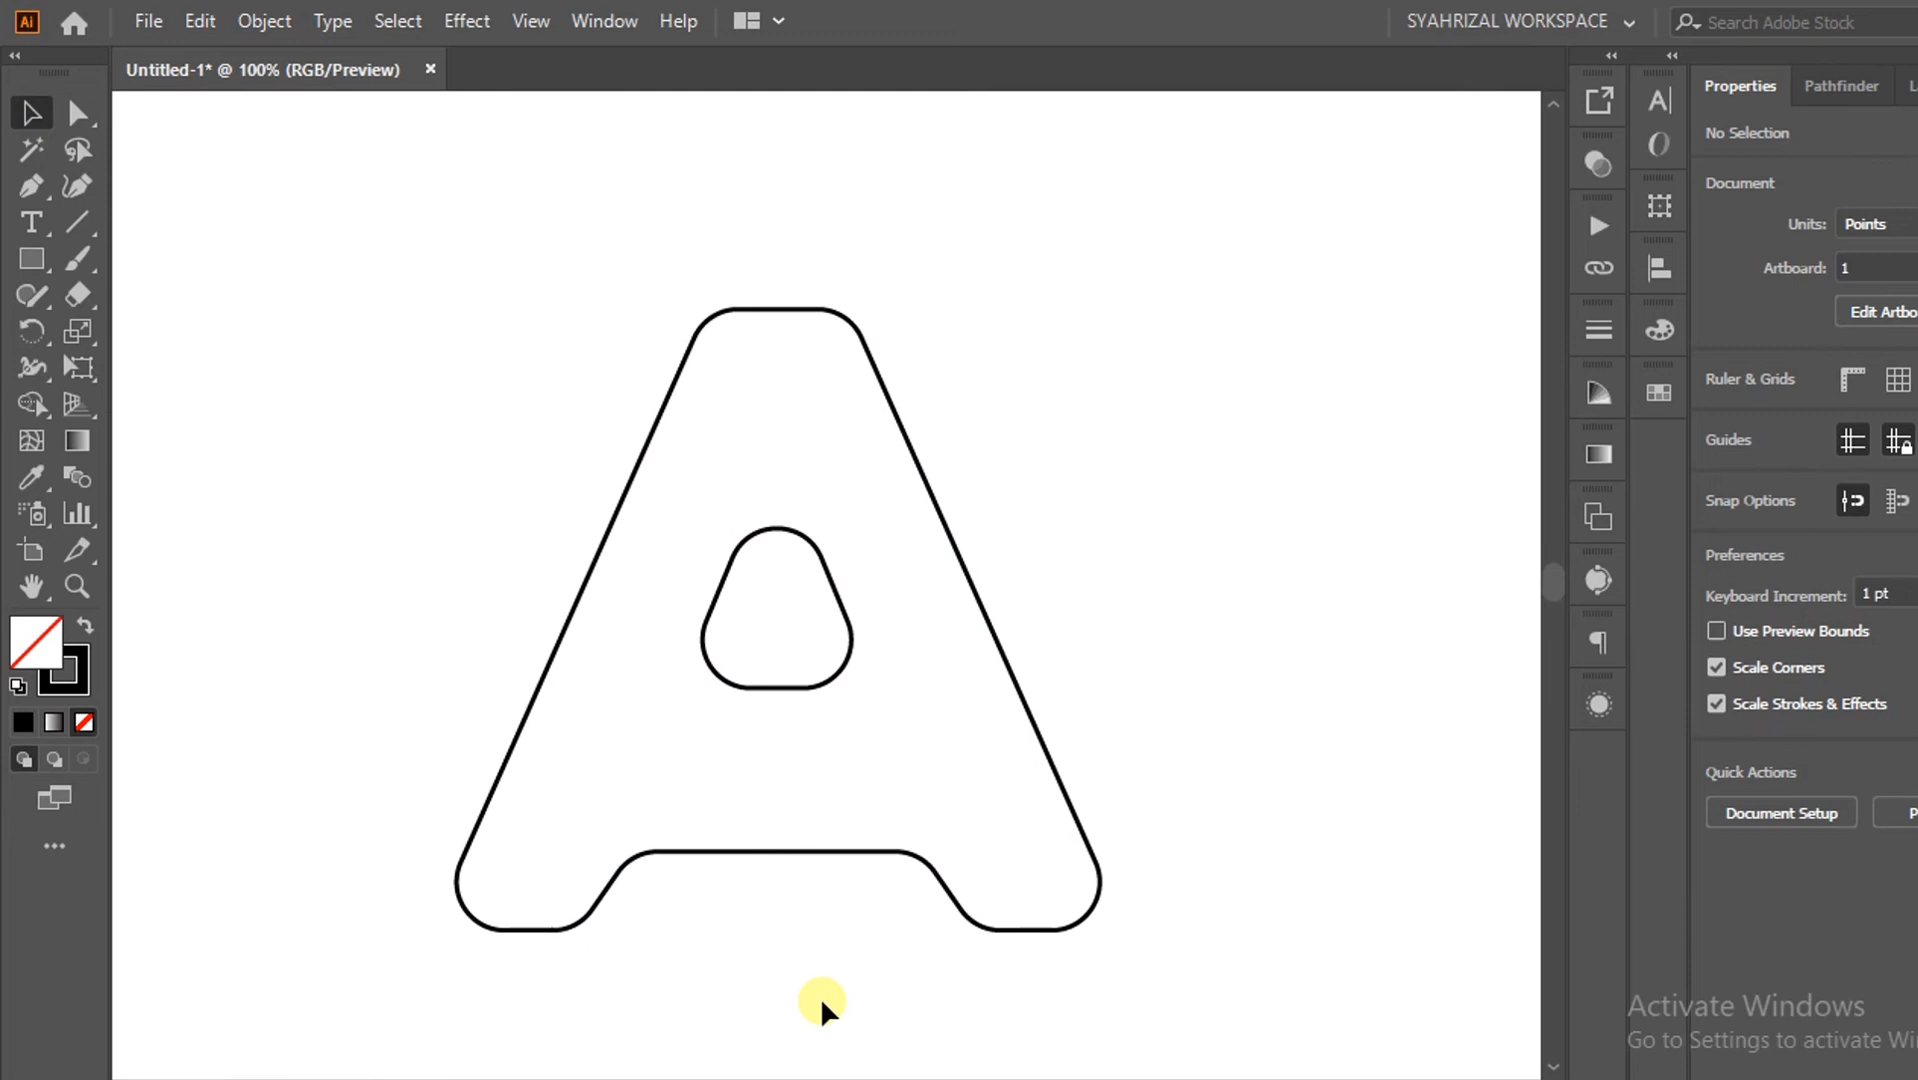 Ai File Edit Object Type Select Effect View Window Help SYAHRIZAL WORKSPACE Search Adobe Stock
Untitled-1* @ 100% (RGB/Preview) ×
Properties Pathfinder
No Selection
Document
Units: Points
Artboard: 1
Edit Artbo
Ruler & Grids
Guides
Snap Options
Preferences
Keyboard Increment: 1 pt
Use Preview Bounds
Scale Corners
Scale Strokes & Effects
Quick Actions
Document Setup P
A
Activate Windows
Go to Settings to activate Wi